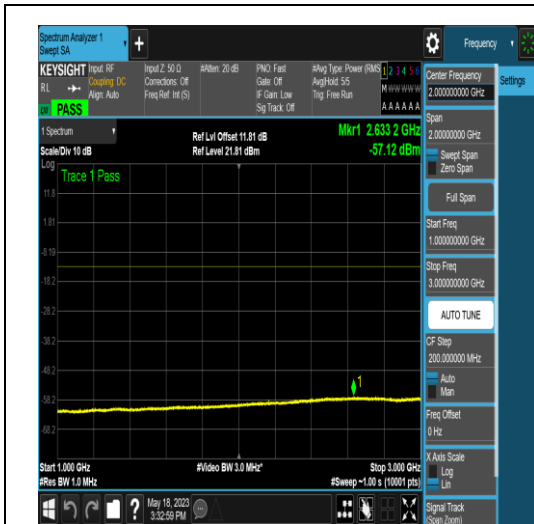 Spectrum Analyzer 1
Swept SA
+
Frequency
KEYSIGHT
RL
Input: RF
Coupling: DC
Align: Auto
Input Z: 50 Ω
Corrections: Off
Freq Ref: Int (S)
#Atten: 20 dB
PNO: Fast
Gate: Off
IF Gain: Low
Sig Track: Off
#Avg Type: Power (RMS
Avg|Hold: 5/5
Trig: Free Run
1 2 3 4 5 6
M W W W W W
A A A A A A
PASS
1 Spectrum
Scale/Div 10 dB
Ref Lvl Offset 11.81 dB
Ref Level 21.81 dBm
Mkr1 2.633 2 GHz
-57.12 dBm
Log
Trace 1 Pass
11.8
1.81
-8.19
-18.2
-28.2
-38.2
-48.2
-58.2
-68.2
1
Start 1.000 GHz
#Res BW 1.0 MHz
#Video BW 3.0 MHz*
Stop 3.000 GHz
#Sweep ~1.00 s (10001 pts)
May 18, 2023
3:32:59 PM
Center Frequency
2.000000000 GHz
Settings
Span
2.00000000 GHz
Swept Span
Zero Span
Full Span
Start Freq
1.000000000 GHz
Stop Freq
3.000000000 GHz
AUTO TUNE
CF Step
200.000000 MHz
Auto
Man
Freq Offset
0 Hz
X Axis Scale
Log
Lin
Signal Track
(Span Zoom)